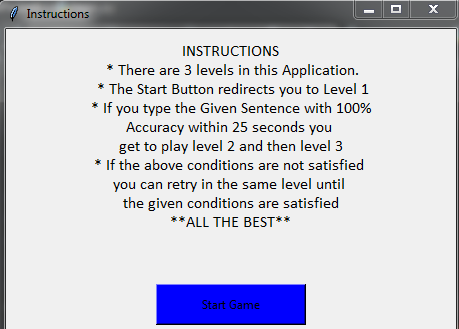 Instructions
INSTRUCTIONS
* There are 3 levels in this Application.
* The Start Button redirects you to Level 1
* If you type the Given Sentence with 100%
Accuracy within 25 seconds you
get to play level 2 and then level 3
* If the above conditions are not satisfied
you can retry in the same level until
the given conditions are satisfied
**ALL THE BEST**
Start Game